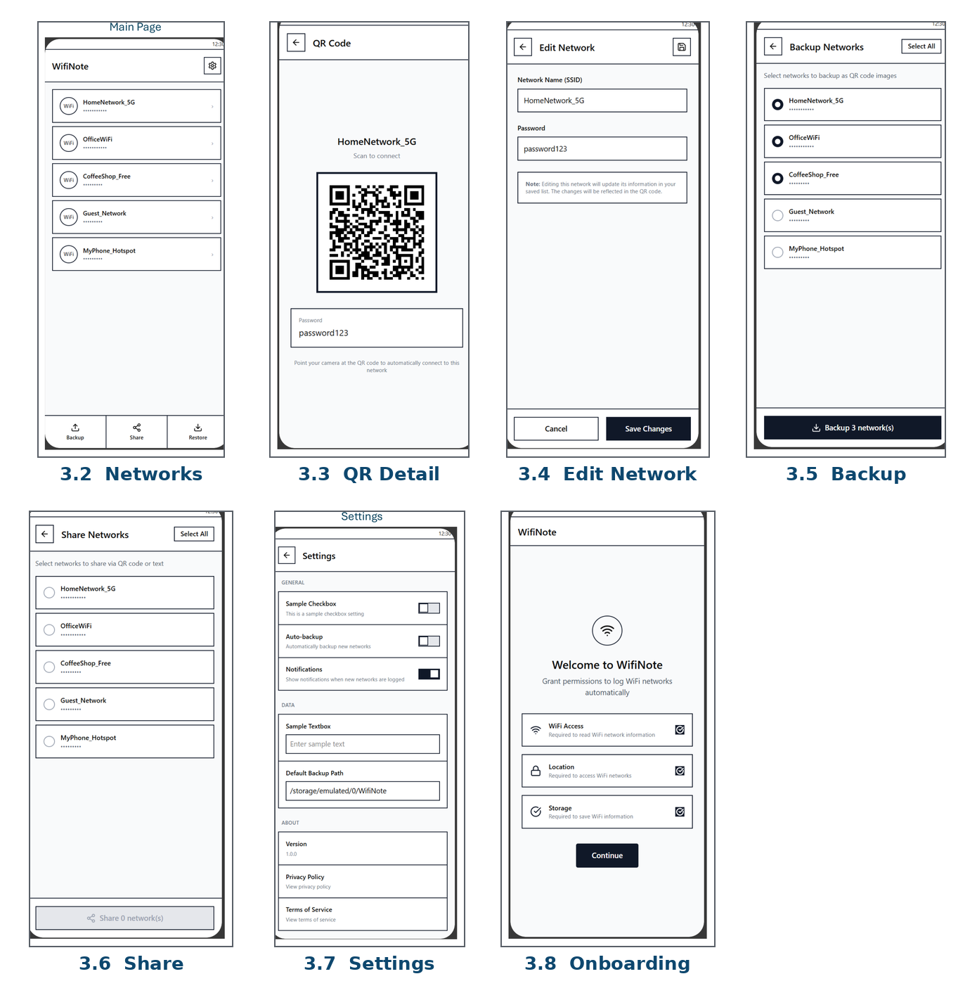 Main Page
12:30
WifiNote
WiFi
HomeNetwork_5G
•••••••••••
WiFi
OfficeWiFi
•••••••••••
WiFi
CoffeeShop_Free
•••••••••
WiFi
Guest_Network
•••••••••
WiFi
MyPhone_Hotspot
•••••••••
Backup
Share
Restore
3.2 Networks
QR Code
HomeNetwork_5G
Scan to connect
Password
password123
Point your camera at the QR code to automatically connect to this
network
3.3 QR Detail
12:30
Edit Network
Network Name (SSID)
HomeNetwork_5G
Password
password123
Note: Editing this network will update its information in your
saved list. The changes will be reflected in the QR code.
Cancel
Save Changes
3.4 Edit Network
12:30
Backup Networks
Select All
Select networks to backup as QR code images
HomeNetwork_5G
•••••••••••
OfficeWiFi
•••••••••••
CoffeeShop_Free
•••••••••
Guest_Network
•••••••••
MyPhone_Hotspot
•••••••••
Backup 3 network(s)
3.5 Backup
12:30
Share Networks
Select All
Select networks to share via QR code or text
HomeNetwork_5G
•••••••••••
OfficeWiFi
•••••••••••
CoffeeShop_Free
•••••••••
Guest_Network
•••••••••
MyPhone_Hotspot
•••••••••
Share 0 network(s)
3.6 Share
Settings
12:30
Settings
GENERAL
Sample Checkbox
This is a sample checkbox setting
Auto-backup
Automatically backup new networks
Notifications
Show notifications when new networks are logged
DATA
Sample Textbox
Enter sample text
Default Backup Path
/storage/emulated/0/WifiNote
ABOUT
Version
1.0.0
Privacy Policy
View privacy policy
Terms of Service
View terms of service
3.7 Settings
WifiNote
Welcome to WifiNote
Grant permissions to log WiFi networks
automatically
WiFi Access
Required to read WiFi network information
Location
Required to access WiFi networks
Storage
Required to save WiFi information
Continue
3.8 Onboarding